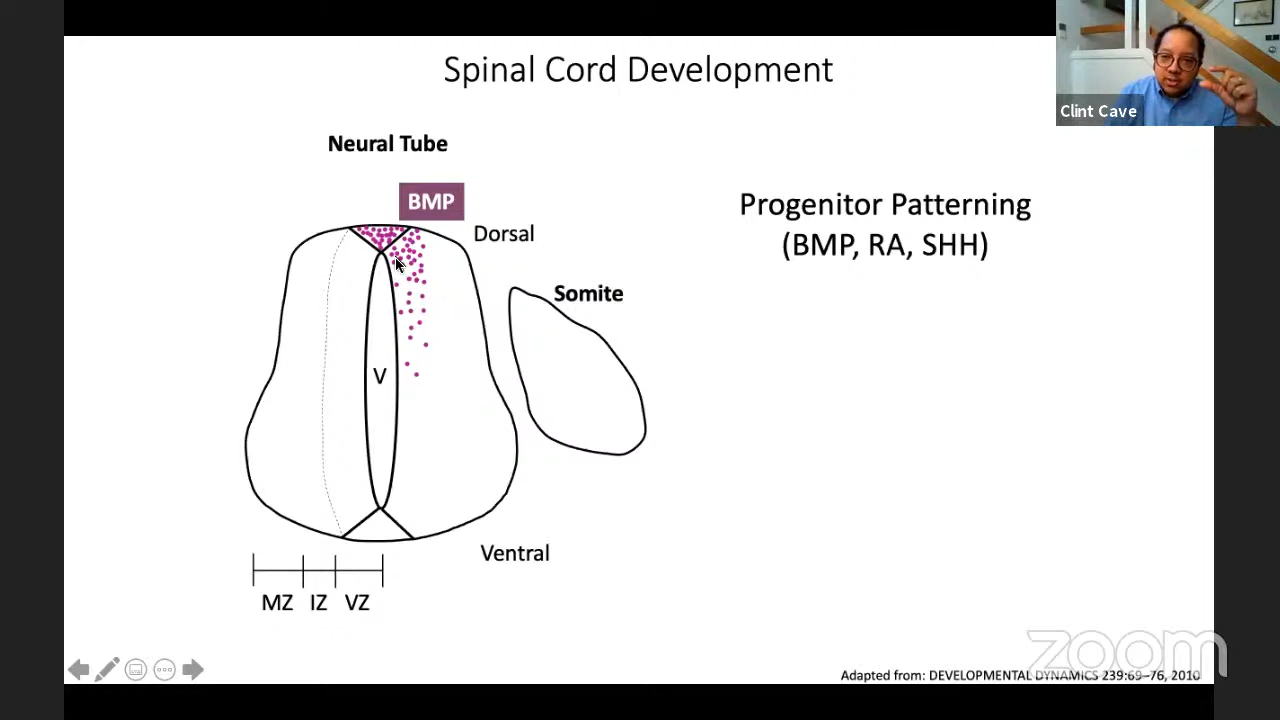 Spinal Cord Development
Clint Cave
Neural Tube
BMP
Dorsal
Progenitor Patterning
(BMP, RA, SHH)
Somite
V
Ventral
MZ IZ VZ
zoom
Adapted from: DEVELOPMENTAL DYNAMICS 239:69–76, 2010